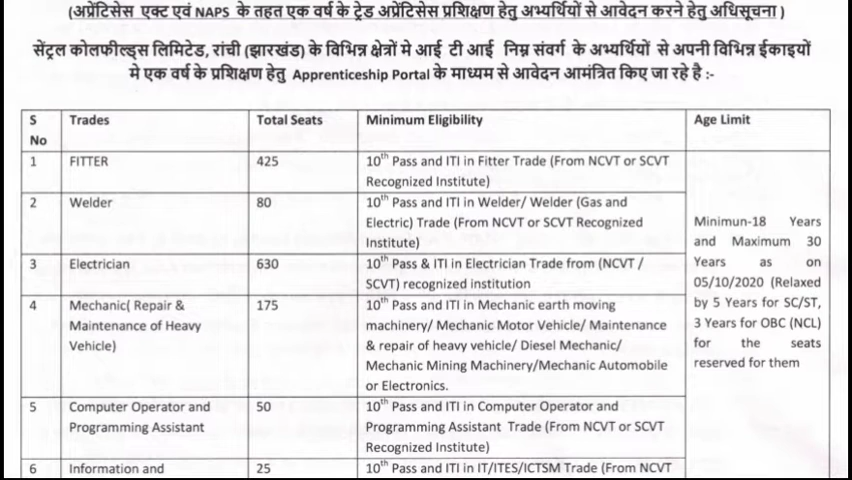 (अप्रेंटिसेस एक्ट एवं NAPS के तहत एक वर्ष के ट्रेड अप्रेंटिसेस प्रशिक्षण हेतु अभ्यर्थियों से आवेदन करने हेतु अधिसूचना )
सेंट्रल कोलफील्ड्स लिमिटेड, रांची (झारखंड) के विभिन्न क्षेत्रों मे आई टी आई निम्न संवर्ग के अभ्यर्थियों से अपनी विभिन्न ईकाइयों
मे एक वर्ष के प्रशिक्षण हेतु Apprenticeship Portal के माध्यम से आवेदन आमंत्रित किए जा रहे है :-
S No Trades Total Seats Minimum Eligibility Age Limit
1 FITTER 425 10th Pass and ITI in Fitter Trade (From NCVT or SCVT
Recognized Institute)
2 Welder 80 10th Pass and ITI in Welder/ Welder (Gas and
Electric) Trade (From NCVT or SCVT Recognized
Institute)
3 Electrician 630 10th Pass & ITI in Electrician Trade from (NCVT /
SCVT) recognized institution
4 Mechanic( Repair &
Maintenance of Heavy
Vehicle)
175
10th Pass and ITI in Mechanic earth moving
machinery/ Mechanic Motor Vehicle/ Maintenance
& repair of heavy vehicle/ Diesel Mechanic/
Mechanic Mining Machinery/Mechanic Automobile
or Electronics.
5 Computer Operator and
Programming Assistant
50
10th Pass and ITI in Computer Operator and
Programming Assistant Trade (From NCVT or SCVT
Recognized Institute)
6 Information and 25 10th Pass and ITI in IT/ITES/ICTSM Trade (From NCVT
Minimun-18 Years
and Maximum 30
Years as on
05/10/2020 (Relaxed
by 5 Years for SC/ST,
3 Years for OBC (NCL)
for the seats
reserved for them